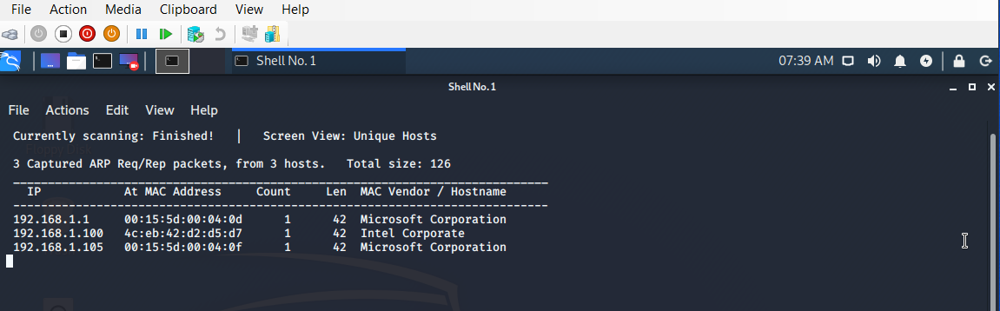 File Action Media Clipboard View Help
Shell No. 1 07:39 AM
Shell No. 1
File Actions Edit View Help
Currently scanning: Finished! | Screen View: Unique Hosts
3 Captured ARP Req/Rep packets, from 3 hosts. Total size: 126
_____________________________________________________________________________
IP At MAC Address Count Len MAC Vendor / Hostname
-----------------------------------------------------------------------------
192.168.1.1 00:15:5d:00:04:0d 1 42 Microsoft Corporation
192.168.1.100 4c:eb:42:d2:d5:d7 1 42 Intel Corporate
192.168.1.105 00:15:5d:00:04:0f 1 42 Microsoft Corporation